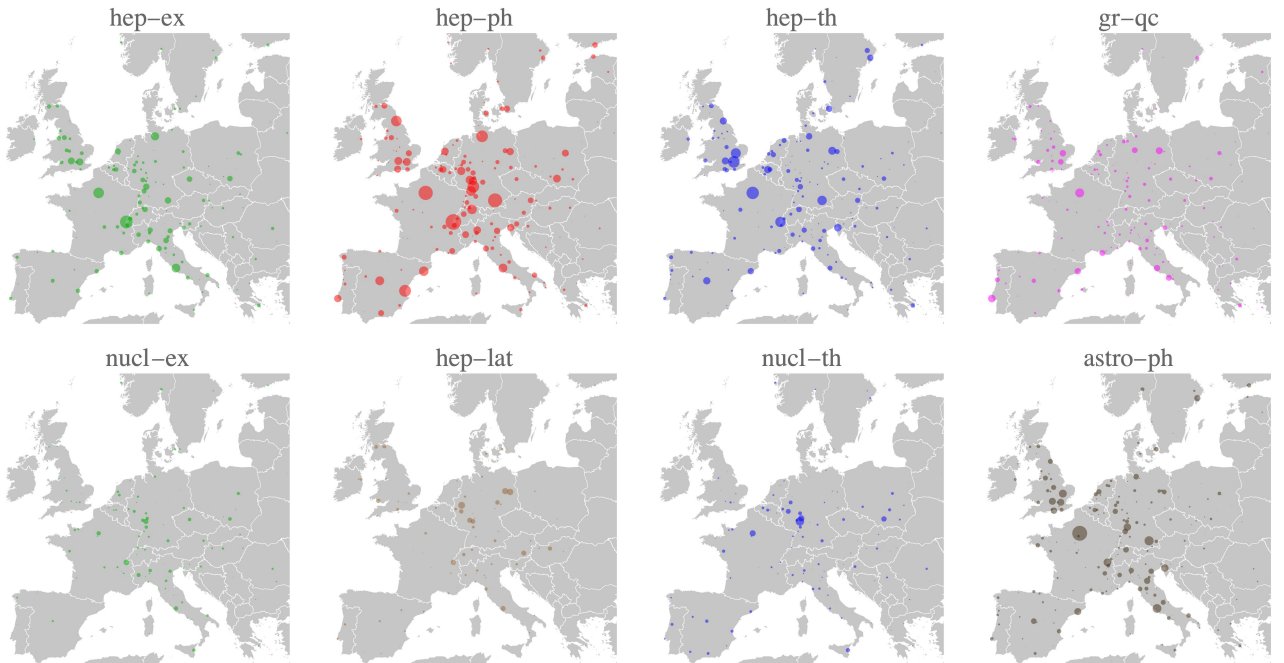 hep−ex
hep−ph
hep−th
gr−qc
nucl−ex
hep−lat
nucl−th
astro−ph